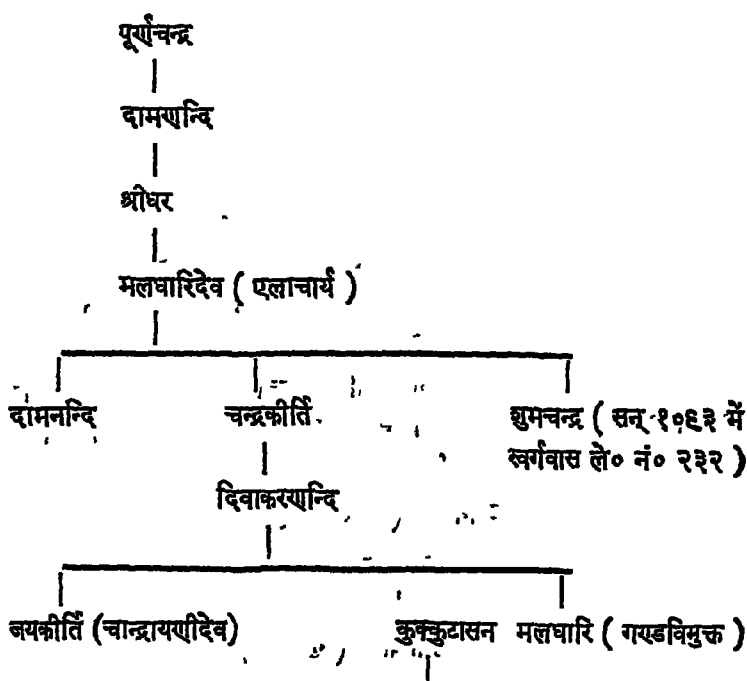 पूर्णचन्द्र
दामणन्दि
श्रीधर
मलधारिदेव ( एलाचार्य )
दामनन्दि चन्द्रकीर्ति शुभचन्द्र ( सन् १०६३ में
स्वर्गवास ले० नं० २३२ )
दिवाकरणन्दि
जयकीर्ति (चान्द्रायणीदेव) कुक्कुटासन मलधारि ( गण्डविमुक्त )